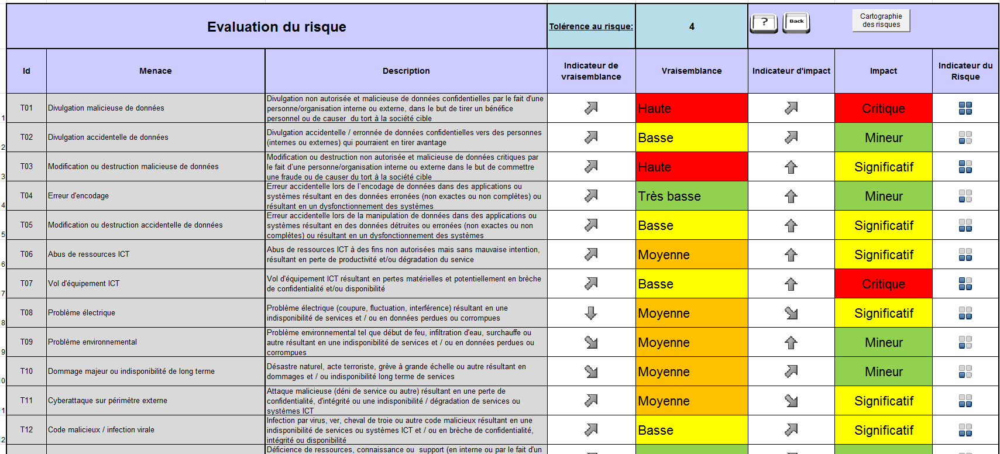 Evaluation du risque
Tolérence au risque:
4
?
Back
Cartographie
des risques
Id
Menace
Description
Indicateur de
vraisemblance
Vraisemblance
Indicateur d'impact
Impact
Indicateur du
Risque
1
T01
Divulgation malicieuse de données
Divulgation non autorisée et malicieuse de données confidentielles par le fait d'une
personne/organisation interne ou externe, dans le but de tirer un bénéfice
personnel ou de causer du tort à la société cible
Haute
Critique
2
T02
Divulgation accidentelle de données
Divulgation accidentelle / erronnée de données confidentielles vers des personnes
(internes ou externes) qui pourraient en tirer avantage
Basse
Mineur
3
T03
Modification ou destruction malicieuse de données
Modification ou destruction non autorisée et malicieuse de données critiques par
le fait d'une personne/organisation interne ou externe dans le but de commettre
une fraude ou de causer du tort à la société cible
Haute
Significatif
4
T04
Erreur d'encodage
Erreur accidentelle lors de l'encodage de données dans des applications ou
systèmes résultant en des données erronées (non exactes ou non complètes) ou
résultant en un dysfonctionnement des systèmes
Très basse
Mineur
5
T05
Modification ou destruction accidentelle de données
Erreur accidentelle lors de la manipulation de données dans des applications ou
systèmes résultant en des données détruites ou erronées (non exactes ou non
complètes) ou résultant en un dysfonctionnement des systèmes
Basse
Significatif
6
T06
Abus de ressources ICT
Abus de ressources ICT à des fins non autorisées mais sans mauvaise intention,
résultant en perte de productivité et/ou dégradation du service
Moyenne
Significatif
7
T07
Vol d'équipement ICT
Vol d'équipement ICT résultant en pertes matérielles et potentiellement en brèche
de confidentialité et/ou disponibilité
Basse
Critique
8
T08
Problème électrique
Problème électrique (coupure, fluctuation, interférence) résultant en une
indisponibilité de services et / ou en données perdues ou corrompues
Moyenne
Significatif
9
T09
Problème environnemental
Problème environnemental tel que début de feu, infiltration d'eau, surchauffe ou
autre résultant en une indisponibilité de services et / ou en données perdues ou
corrompues
Moyenne
Mineur
0
T10
Dommage majeur ou indisponibilité de long terme
Désastre naturel, acte terroriste, grève à grande échelle ou autre résultant en
dommages et / ou indisponibilité long terme de services
Moyenne
Mineur
1
T11
Cyberattaque sur périmètre externe
Attaque malicieuse (déni de service ou autre) résultant en une perte de
confidentialité, d'intégrité ou une indisponibilité / dégradation de services ou
systèmes ICT
Moyenne
Significatif
2
T12
Code malicieux / infection virale
Infection par virus, ver, cheval de troie ou autre code malicieux résultant en une
indisponibilité de services ou systèmes ICT et / ou en brèche de confidentialité,
intégrité ou disponibilité
Basse
Significatif
Déficience de ressources, connaissance ou support (en interne ou par le fait d'un